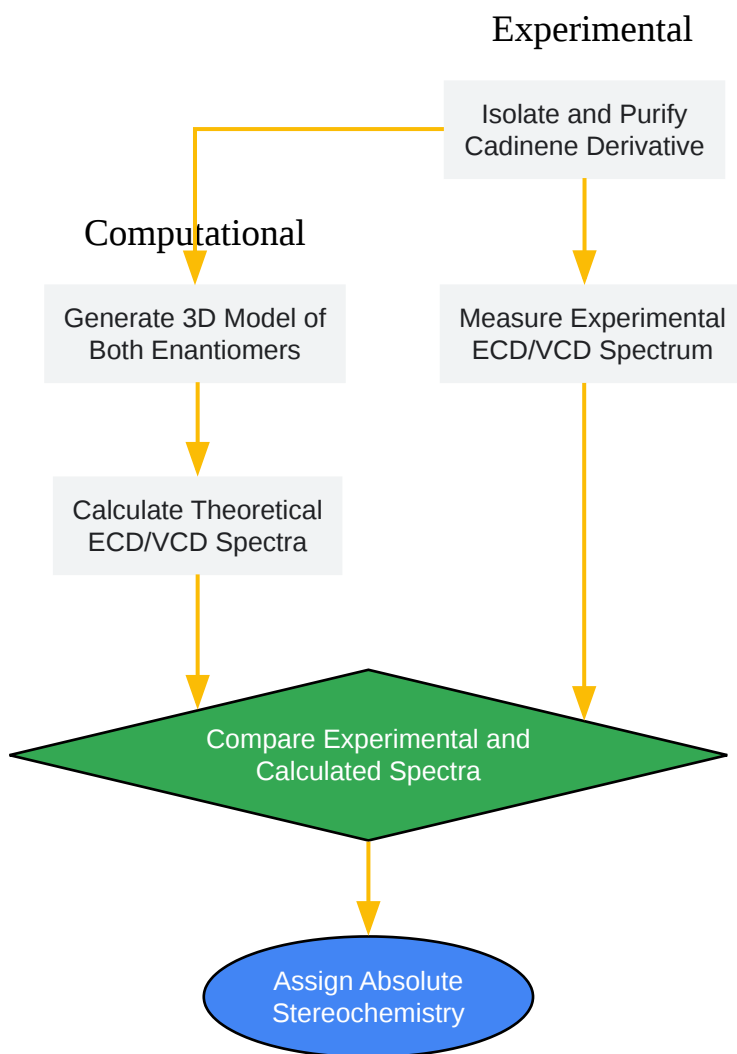 Experimental
Isolate and Purify
Cadinene Derivative
Computational
Generate 3D Model of
Both Enantiomers
Measure Experimental
ECD/VCD Spectrum
Calculate Theoretical
ECD/VCD Spectra
Compare Experimental and
Calculated Spectra
Assign Absolute
Stereochemistry